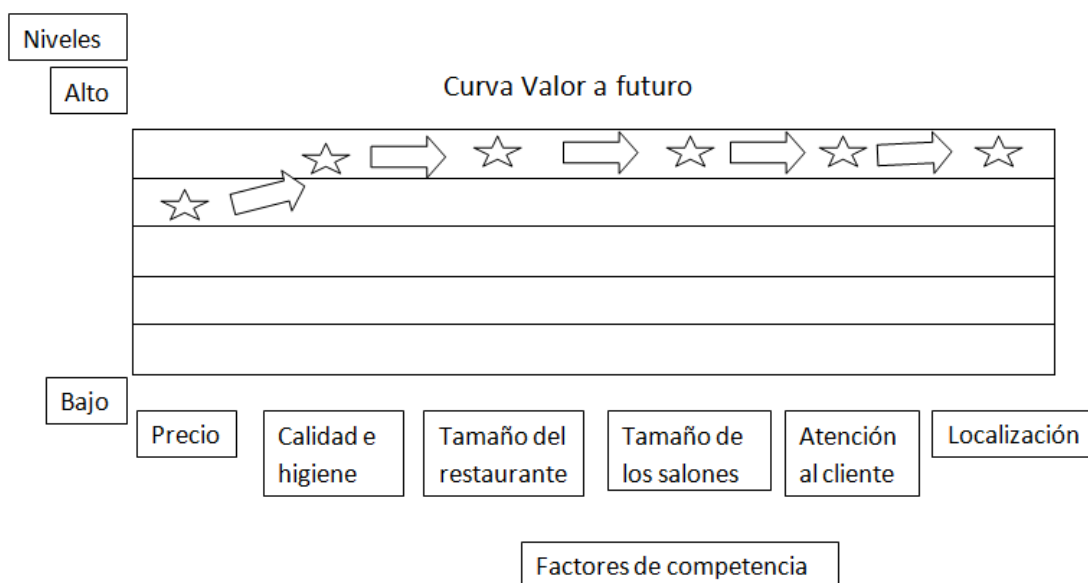 Niveles
Alto
Curva Valor a futuro
Bajo
Precio
Calidad e
higiene
Tamaño del
restaurante
Tamaño de
los salones
Atención
al cliente
Localización
Factores de competencia